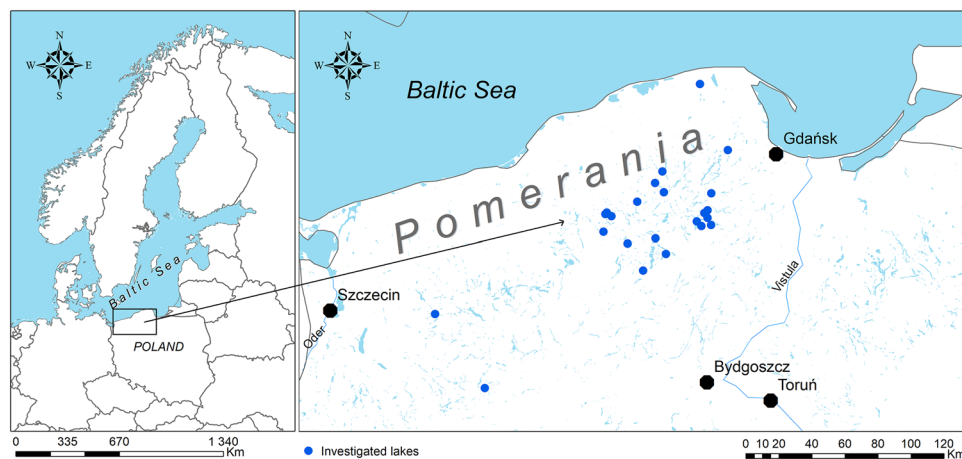 N
W E
S
Baltic Sea
POLAND
0 335 670 1 340
Km
N
W E
S
Baltic Sea
Pomerania
Gdańsk
Szczecin
Oder
Vistula
Bydgoszcz
Toruń
Investigated lakes
0 10 20 40 60 80 100 120
Km